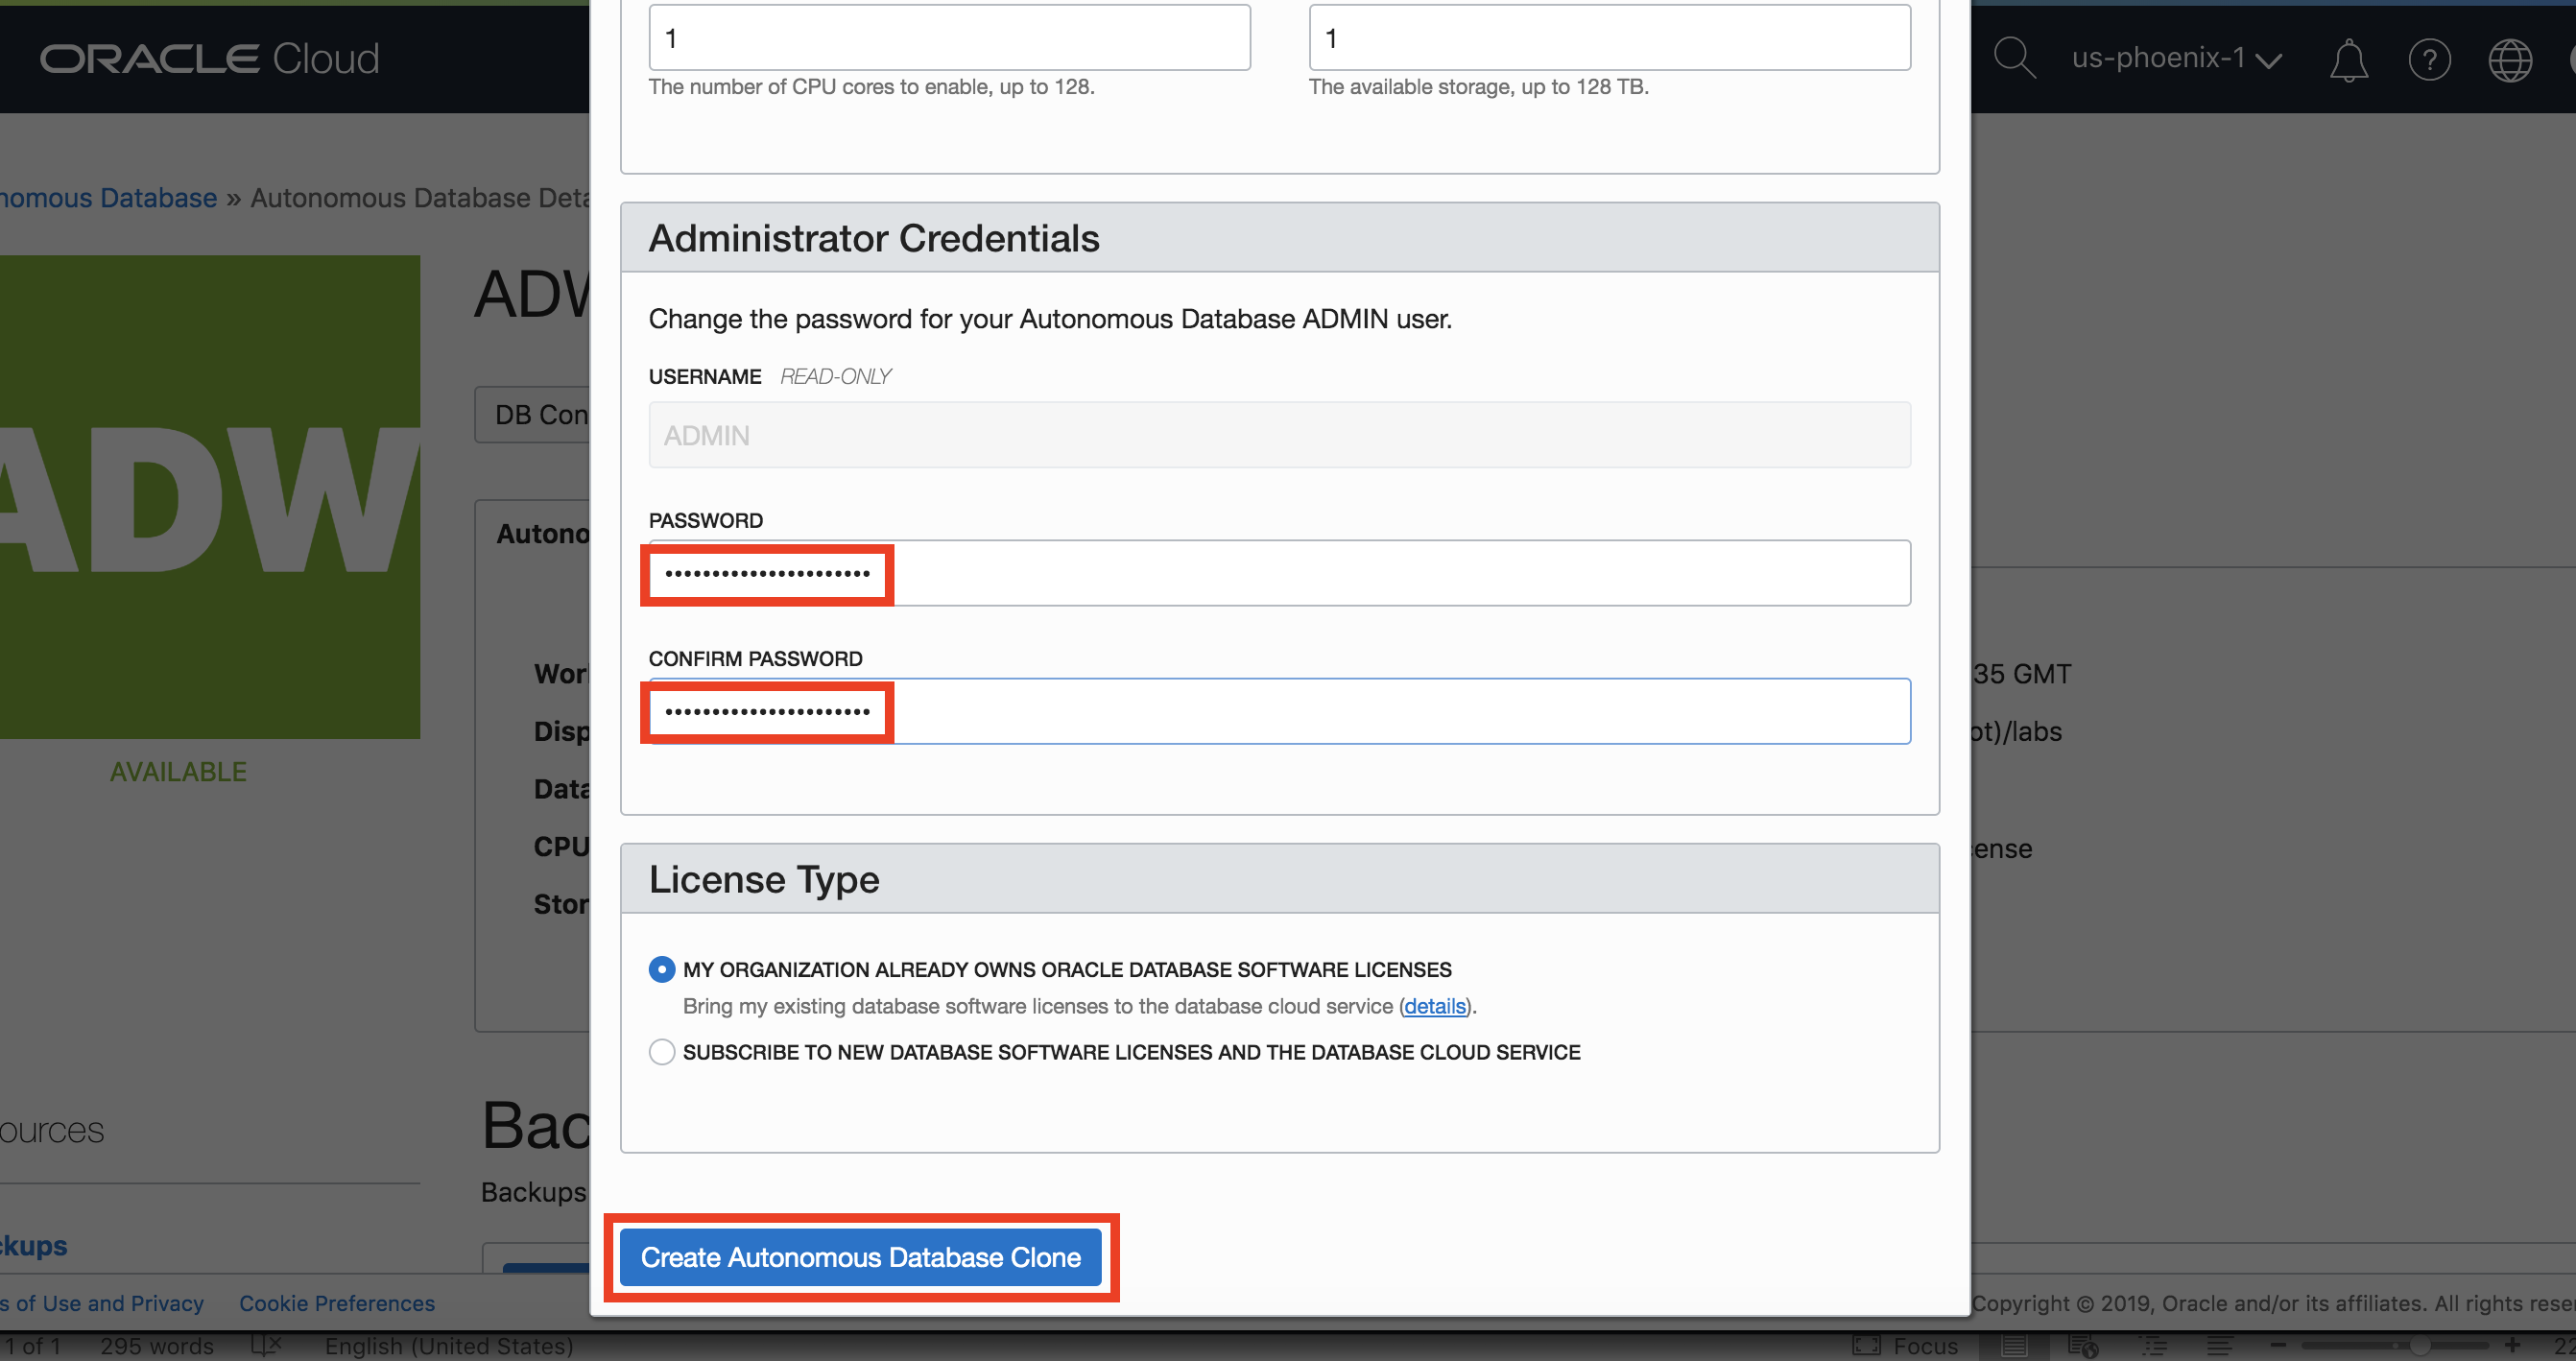 ORACLE Cloud
us-phoenix-1
1
1
The number of CPU cores to enable, up to 128.
The available storage, up to 128 TB.
nomous Database » Autonomous Database Deta
ADW
ADW
DB Con
Autono
AVAILABLE
Administrator Credentials
Change the password for your Autonomous Database ADMIN user.
USERNAME READ-ONLY
ADMIN
PASSWORD
••••••••••••••••••••••
CONFIRM PASSWORD
••••••••••••••••••••••
Work
Disp
Data
CPU
Stor
35 GMT
ot)/labs
cense
License Type
MY ORGANIZATION ALREADY OWNS ORACLE DATABASE SOFTWARE LICENSES
Bring my existing database software licenses to the database cloud service (details).
SUBSCRIBE TO NEW DATABASE SOFTWARE LICENSES AND THE DATABASE CLOUD SERVICE
ources
Bac
Backups
ckups
Create Autonomous Database Clone
s of Use and Privacy
Cookie Preferences
Copyright © 2019, Oracle and/or its affiliates. All rights rese
1 of 1
295 words
English (United States)
Focus